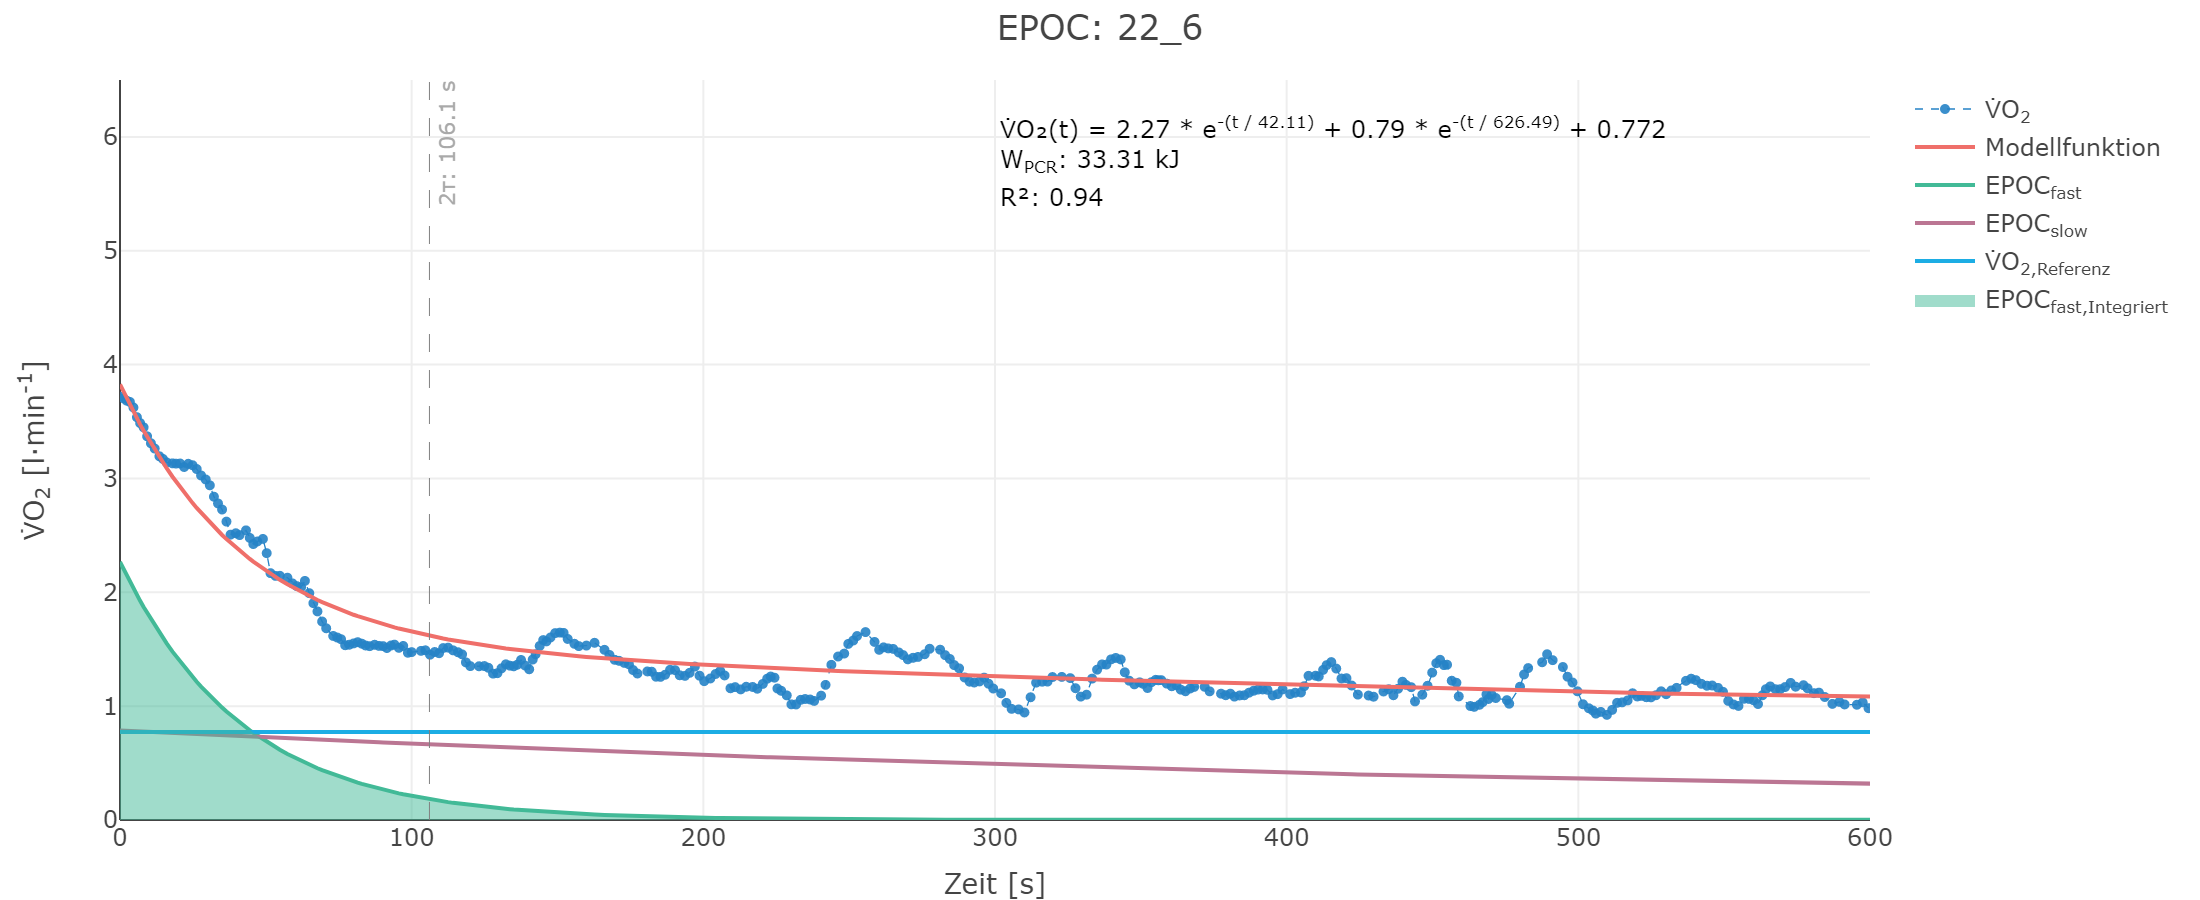 EPOC: 22_6
V̇O₂(t) = 2.27 * e^-(t / 42.11) + 0.79 * e^-(t / 626.49) + 0.772
W_PCR: 33.31 kJ
R²: 0.94
2τ: 106.1 s
V̇O₂
Modellfunktion
EPOC_fast
EPOC_slow
V̇O₂,Referenz
EPOC_fast,Integriert
V̇O₂ [l·min⁻¹]
6
5
4
3
2
1
0
0 100 200 300 400 500 600
Zeit [s]